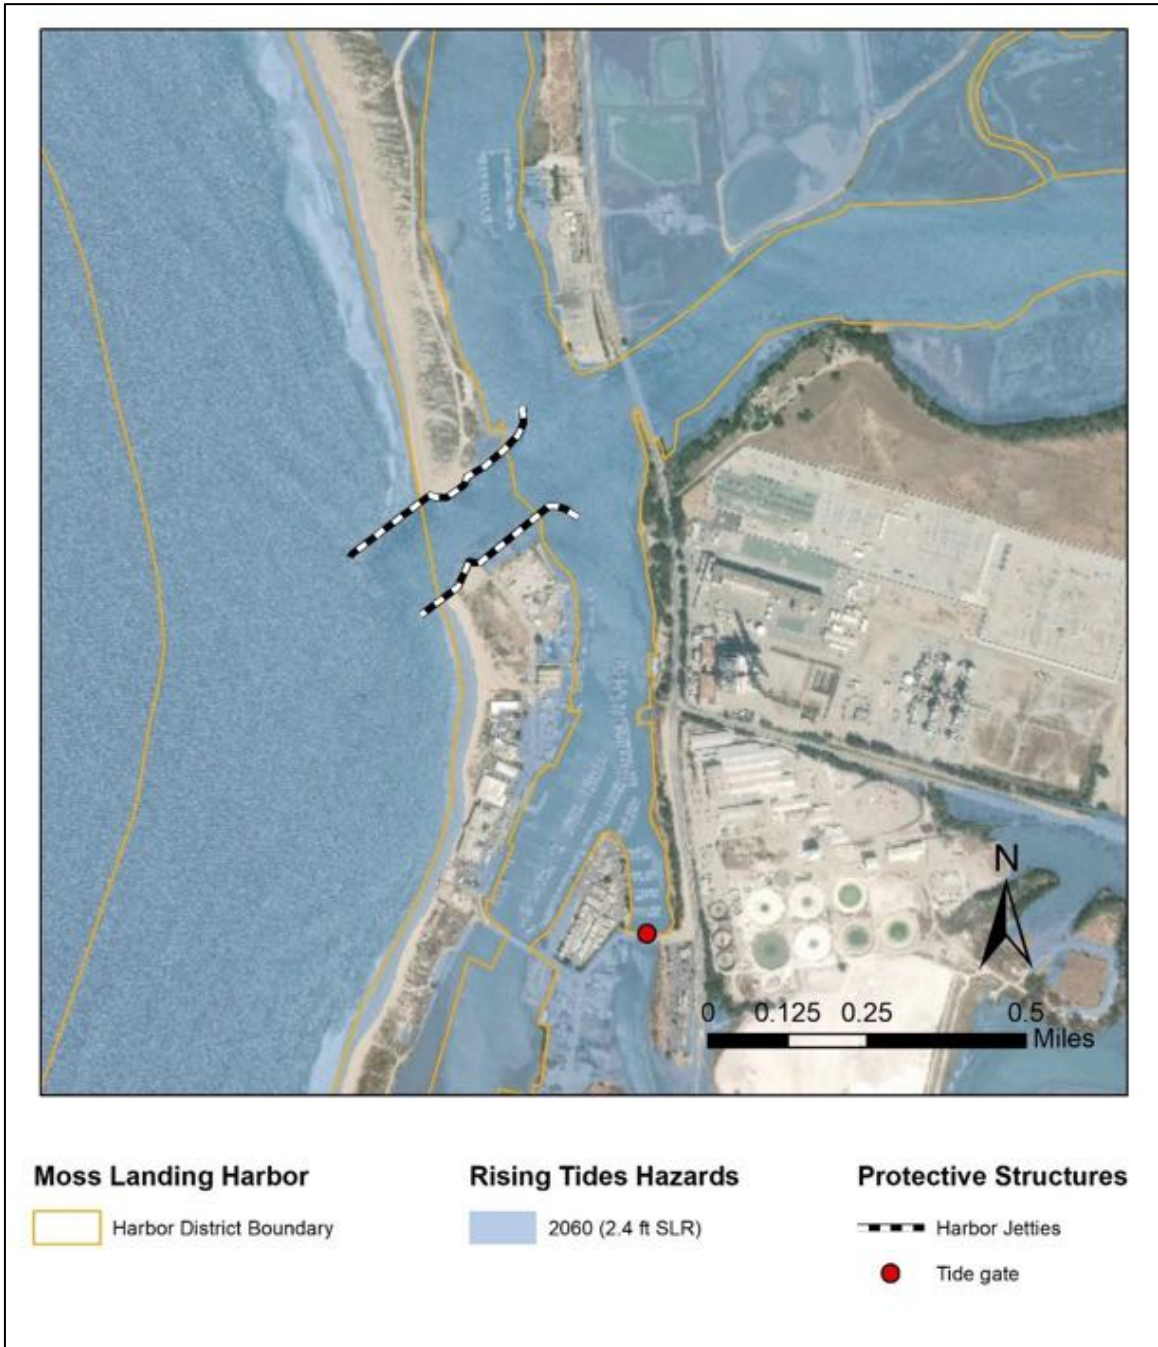 N
0 0.125 0.25 0.5
Miles
Moss Landing Harbor
Harbor District Boundary
Rising Tides Hazards
2060 (2.4 ft SLR)
Protective Structures
Harbor Jetties
Tide gate